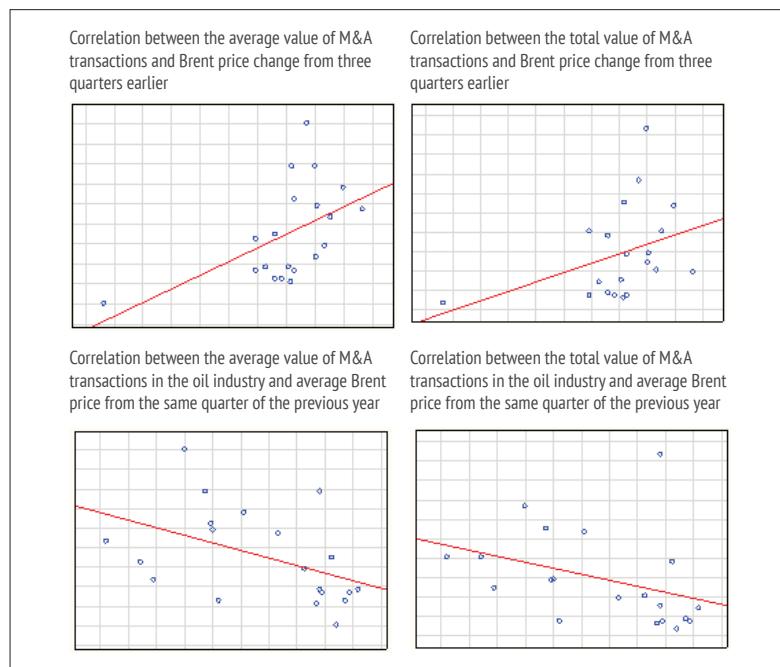 Correlation between the average value of M&A
transactions and Brent price change from three
quarters earlier
Correlation between the total value of M&A
transactions and Brent price change from three
quarters earlier
Correlation between the average value of M&A
transactions in the oil industry and average Brent
price from the same quarter of the previous year
Correlation between the total value of M&A
transactions in the oil industry and average Brent
price from the same quarter of the previous year